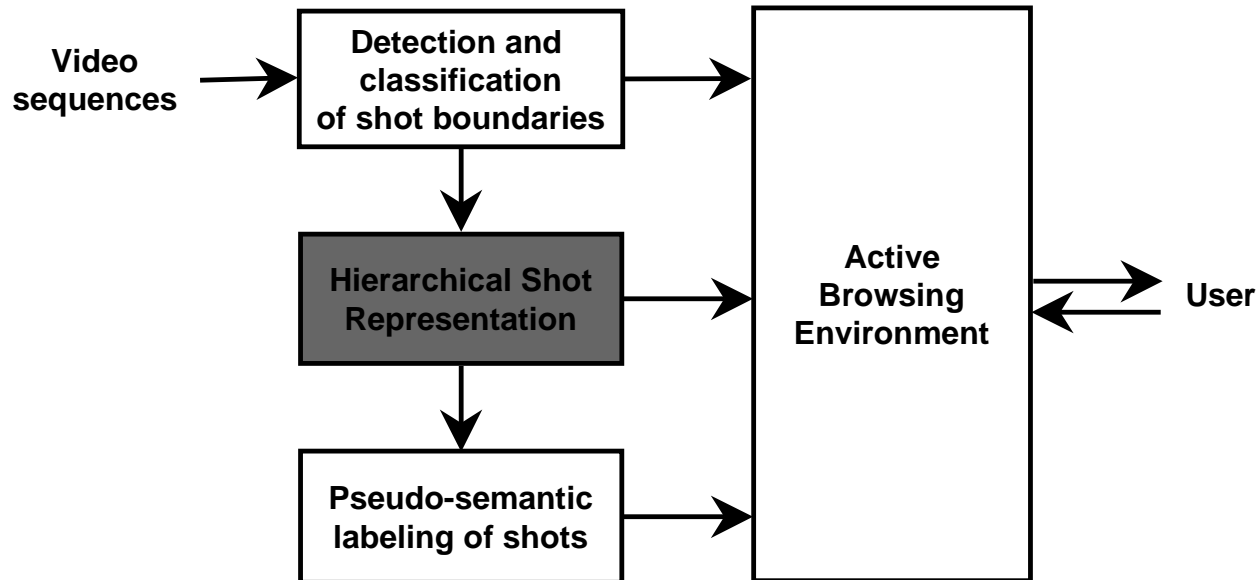 Video
sequences
Detection and
classification
of shot boundaries
Hierarchical Shot
Representation
Pseudo-semantic
labeling of shots
Active
Browsing
Environment
User